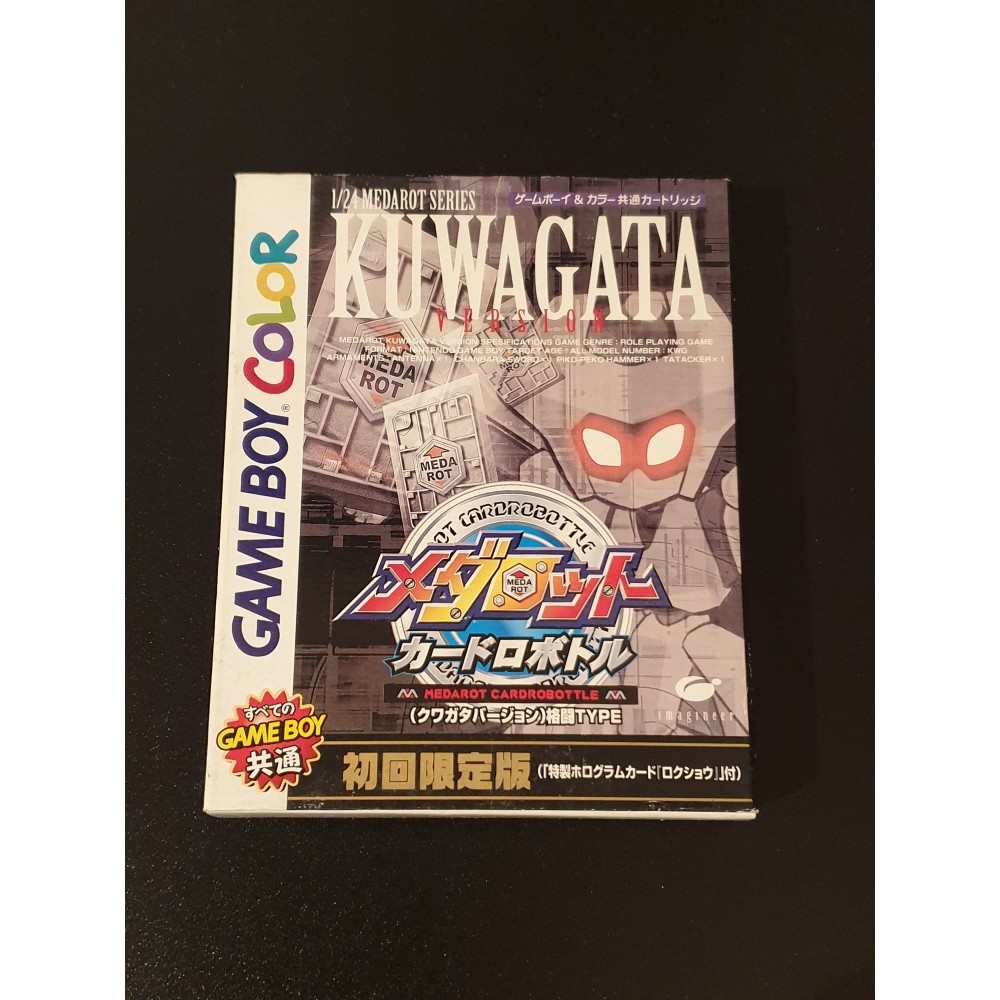 1/24 MEDAROT SERIES
ゲームボーイ & カラー共通カートリッジ
KUWAGATA
VERSION
MEDAROT KUWAGATA VERSION SPESIFICATIONS GAME GENRE : ROLE PLAYING GAME
FORMAT : NINTENDO GAME BOY TARGET AGE : ALL MODEL NUMBER : KWG
ARMAMENTS : ANTENNA×1 CHANBARA-SWORD×1 PIKO-PEKO-HAMMER×1 TATACKER×1
MEDA
ROT
MEDA
ROT
MEDA
ROT
GAME BOY® COLOR
CARDROBOTTLE
メダロット
MEDA
ROT
カードロボトル
MEDAROT CARDROBOTTLE
(クワガタバージョン)格闘TYPE
imagineer
すべての
GAME BOY
共通
初回限定版 (「特製ホログラムカード『ロクショウ』」付)